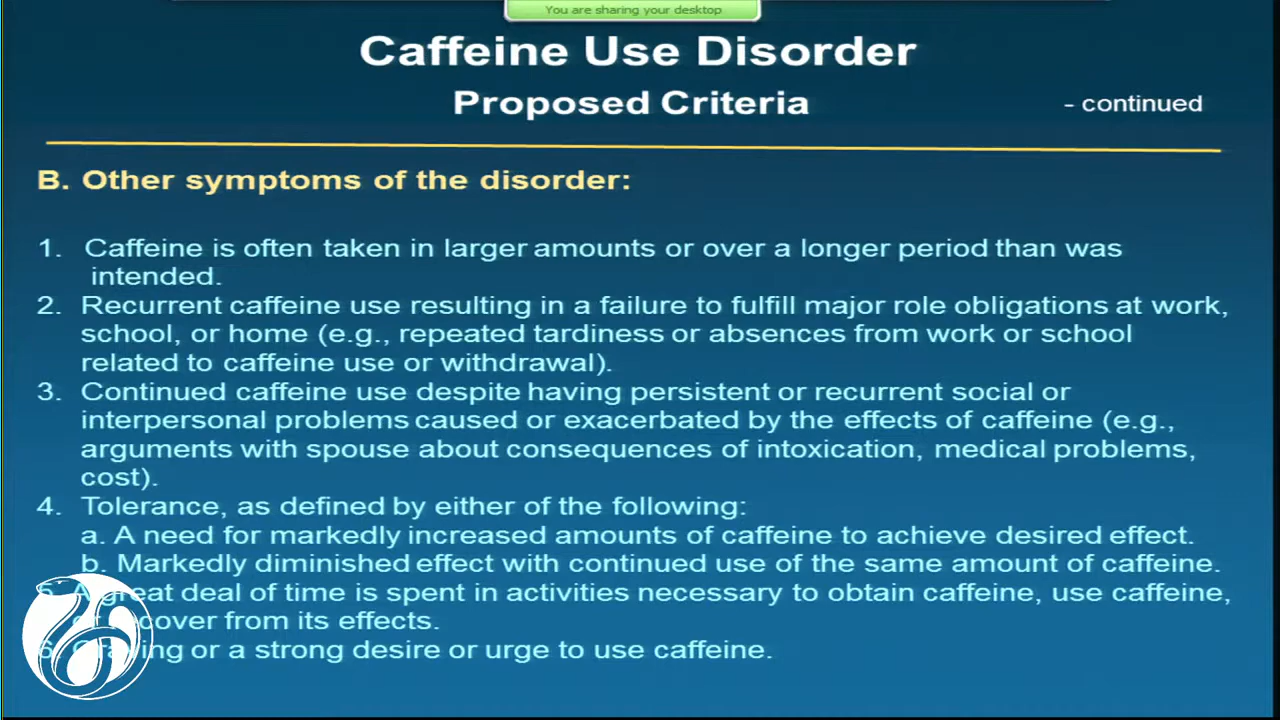 You are sharing your desktop
Caffeine Use Disorder
Proposed Criteria
- continued
B. Other symptoms of the disorder:
1. Caffeine is often taken in larger amounts or over a longer period than was
intended.
2. Recurrent caffeine use resulting in a failure to fulfill major role obligations at work,
school, or home (e.g., repeated tardiness or absences from work or school
related to caffeine use or withdrawal).
3. Continued caffeine use despite having persistent or recurrent social or
interpersonal problems caused or exacerbated by the effects of caffeine (e.g.,
arguments with spouse about consequences of intoxication, medical problems,
cost).
4. Tolerance, as defined by either of the following:
a. A need for markedly increased amounts of caffeine to achieve desired effect.
b. Markedly diminished effect with continued use of the same amount of caffeine.
5. A great deal of time is spent in activities necessary to obtain caffeine, use caffeine,
or recover from its effects.
6. Craving or a strong desire or urge to use caffeine.